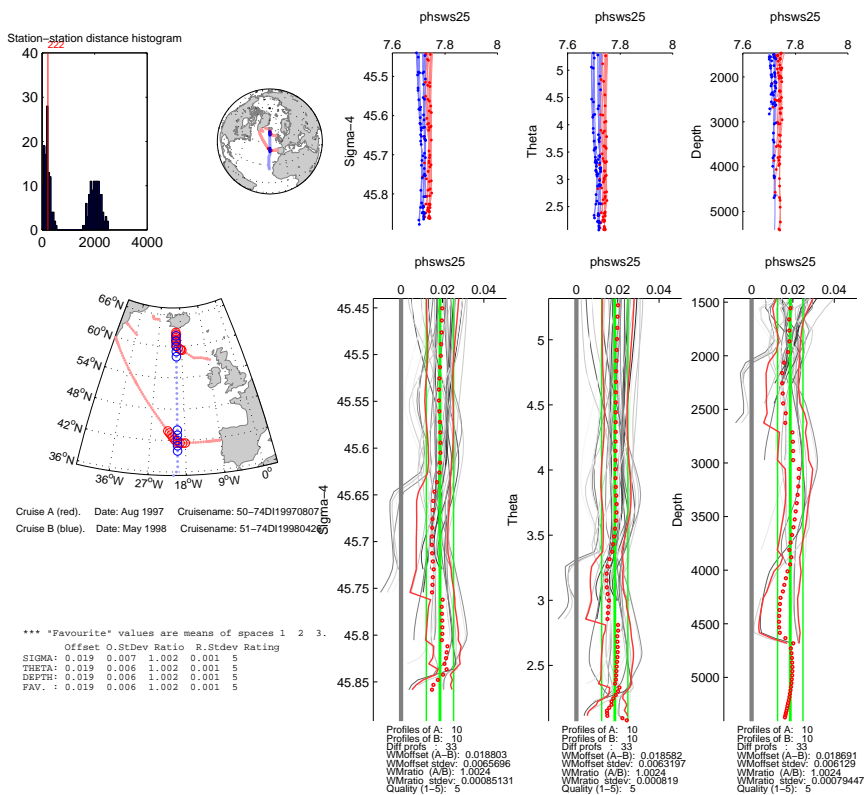 phsws25
phsws25
phsws25
Station−station distance histogram
222
40
30
20
10
0
0
2000
4000
7.6
7.8
8
7.6
7.8
8
7.6
7.8
8
Sigma−4
45.5
45.6
45.7
45.8
Theta
5
4.5
4
3.5
3
2.5
Depth
2000
3000
4000
5000
66°N
60°N
54°N
48°N
42°N
36°N
36°W
27°W
18°W
9°W
0°
phsws25
phsws25
phsws25
0
0.02
0.04
0
0.02
0.04
0
0.02
0.04
Sigma−4
45.45
45.5
45.55
45.6
45.65
45.7
45.75
45.8
45.85
Theta
5
4.5
4
3.5
3
2.5
Depth
1500
2000
2500
3000
3500
4000
4500
5000
Cruise A (red). Date: Aug 1997 Cruisename: 50−74DI19970807
Cruise B (blue). Date: May 1998 Cruisename: 51−74DI1998042
*** "Favourite" values are means of spaces 1 2 3.
Offset O.StDev Ratio R.Stdev Rating
SIGMA: 0.019 0.007 1.002 0.001 5
THETA: 0.019 0.006 1.002 0.001 5
DEPTH: 0.019 0.006 1.002 0.001 5
FAV. : 0.019 0.006 1.002 0.001 5
Profiles of A: 10
Profiles of B: 10
Diff profs : 33
WMoffset (A−B): 0.018803
WMoffset stdev: 0.0065696
WMratio (A/B): 1.0024
WMratio stdev: 0.00085131
Quality (1−5): 5
Profiles of A: 10
Profiles of B: 10
Diff profs : 33
WMoffset (A−B): 0.018582
WMoffset stdev: 0.0063197
WMratio (A/B): 1.0024
WMratio stdev: 0.000819
Quality (1−5): 5
Profiles of A: 10
Profiles of B: 10
Diff profs : 33
WMoffset (A−B): 0.018691
WMoffset stdev: 0.006129
WMratio (A/B): 1.0024
WMratio stdev: 0.00079447
Quality (1−5): 5